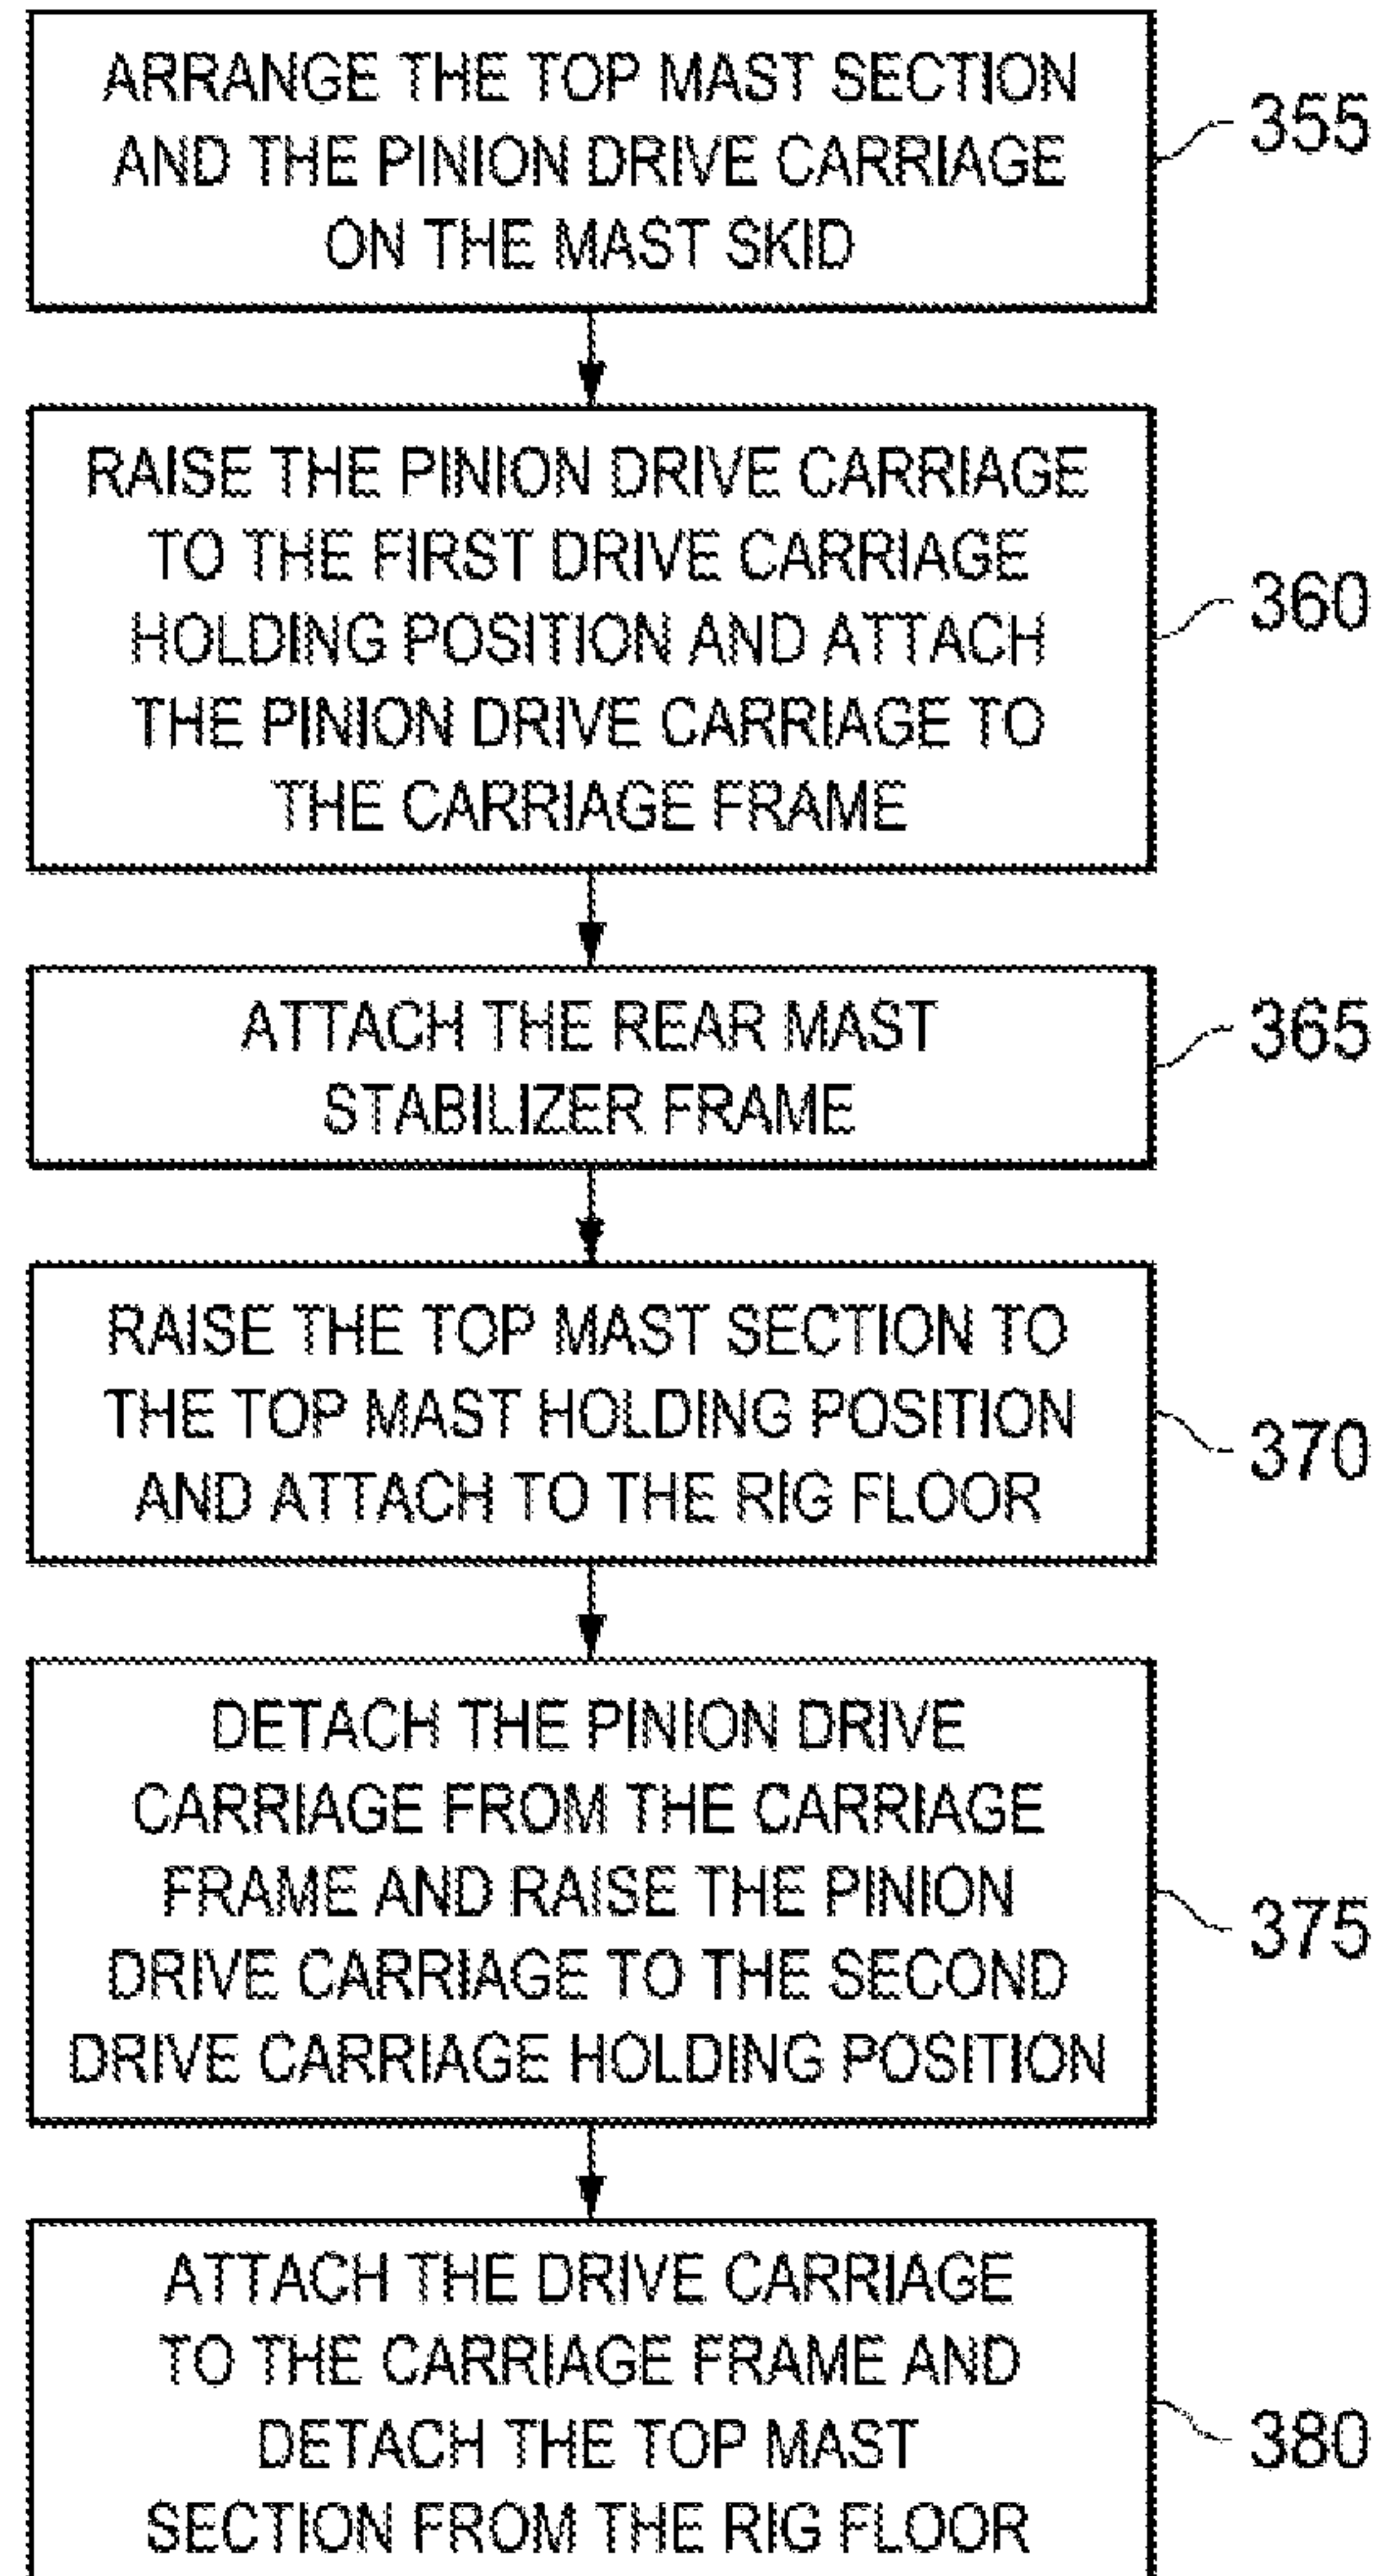 ARRANGE THE TOP MAST SECTION
AND THE PINION DRIVE CARRIAGE
ON THE MAST SKID
355
RAISE THE PINION DRIVE CARRIAGE
TO THE FIRST DRIVE CARRIAGE
HOLDING POSITION AND ATTACH
THE PINION DRIVE CARRIAGE TO
THE CARRIAGE FRAME
360
ATTACH THE REAR MAST
STABILIZER FRAME
365
RAISE THE TOP MAST SECTION TO
THE TOP MAST HOLDING POSITION
AND ATTACH TO THE RIG FLOOR
370
DETACH THE PINION DRIVE
CARRIAGE FROM THE CARRIAGE
FRAME AND RAISE THE PINION
DRIVE CARRIAGE TO THE SECOND
DRIVE CARRIAGE HOLDING POSITION
375
ATTACH THE DRIVE CARRIAGE
TO THE CARRIAGE FRAME AND
DETACH THE TOP MAST
SECTION FROM THE RIG FLOOR
380